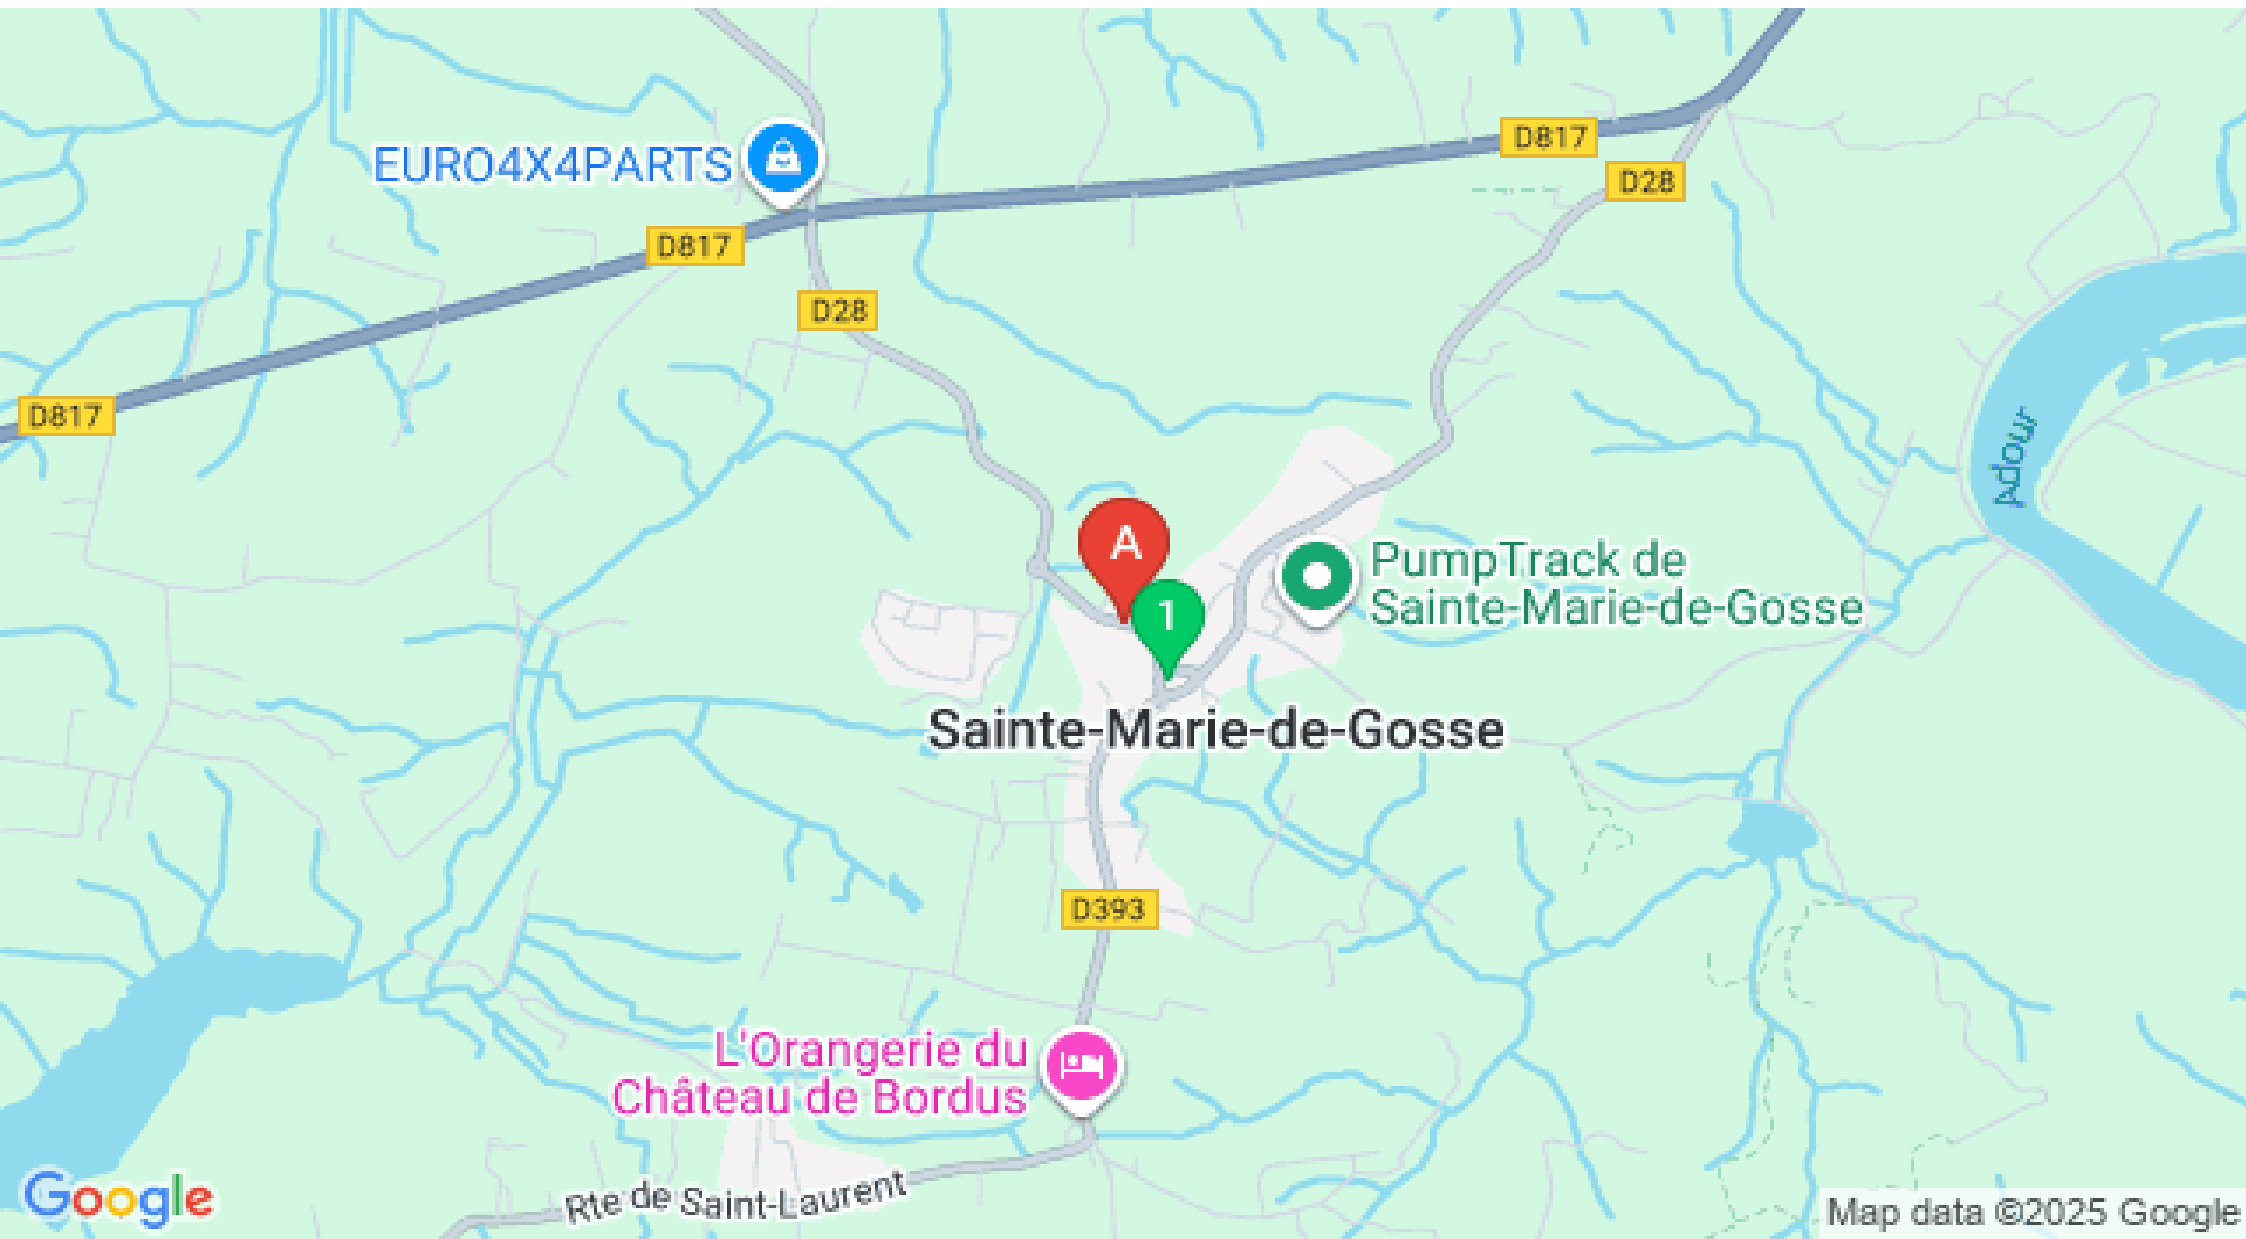 D817
EURO4X4PARTS
D28
D817
D28
D817
Adour
A
PumpTrack de
Sainte-Marie-de-Gosse
1
Sainte-Marie-de-Gosse
D393
L'Orangerie du
Château de Bordus
Rte de Saint-Laurent
Google
Map data ©2025 Google